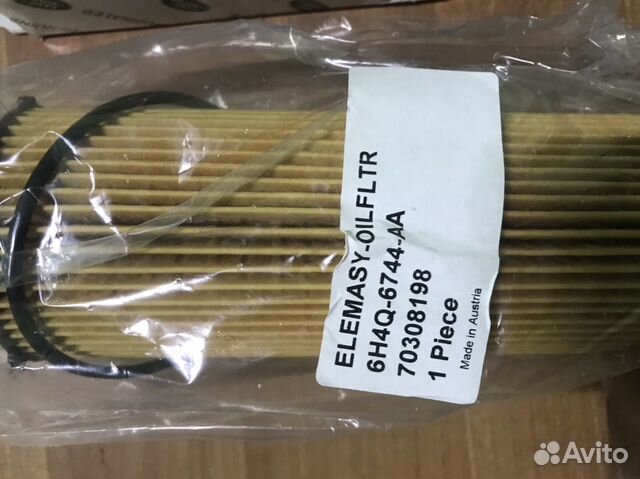 ELEMASY-OILFLTR
6H4Q-6744-AA
70308198
1 Piece
Made in Austria
Avito